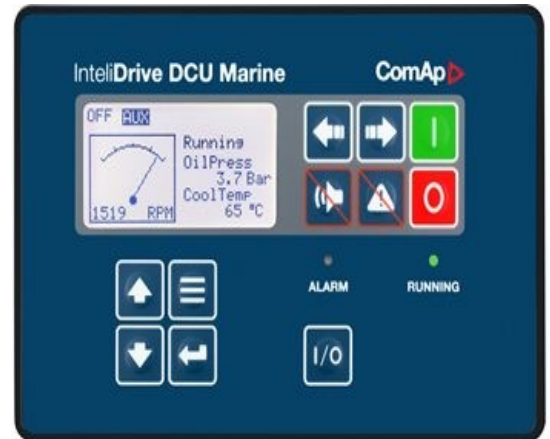 InteliDrive DCU Marine
ComAp
OFF AUX
Running
OilPress
3.7 Bar
CoolTemp
65 °C
1519 RPM
I
O
ALARM
RUNNING
I/O